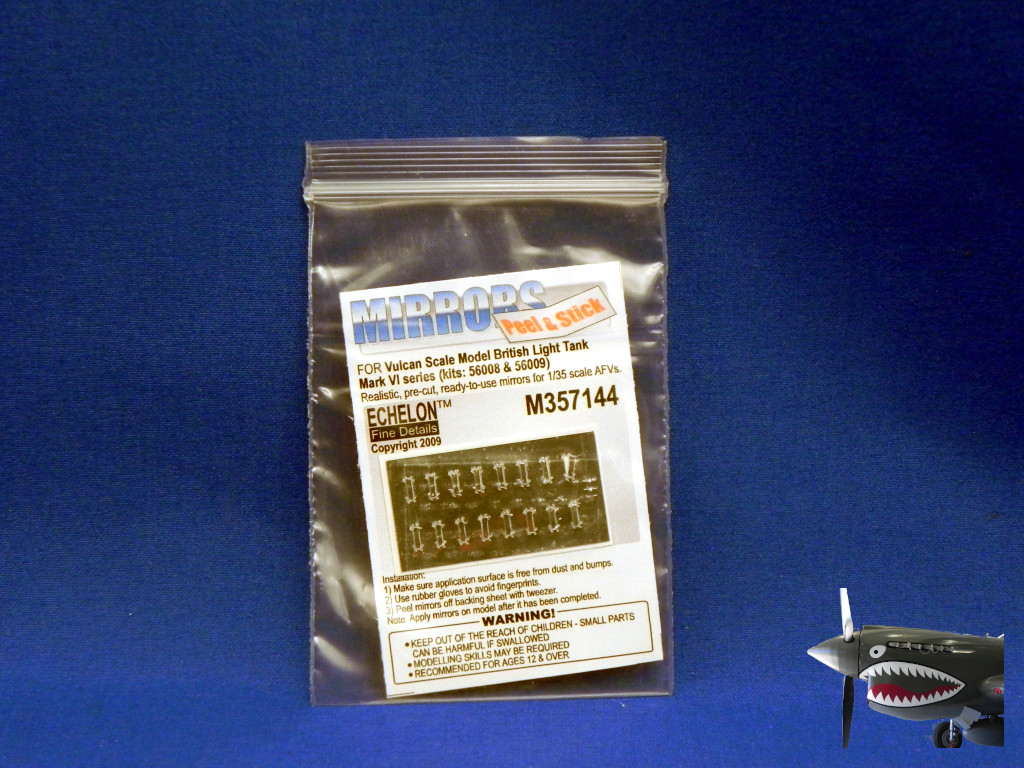 MIRRORS
Peel & Stick
FOR Vulcan Scale Model British Light Tank
Mark VI series (kits: 56008 & 56009)
Realistic, pre-cut, ready-to-use mirrors for 1/35 scale AFVs.
ECHELON™
Fine Details
Copyright 2009
M357144
Installation:
1) Make sure application surface is free from dust and bumps.
2) Use rubber gloves to avoid fingerprints.
3) Peel mirrors off backing sheet with tweezer.
Note: Apply mirrors on model after it has been completed.
WARNING!
• KEEP OUT OF THE REACH OF CHILDREN - SMALL PARTS
CAN BE HARMFUL IF SWALLOWED
• MODELLING SKILLS MAY BE REQUIRED
• RECOMMENDED FOR AGES 12 & OVER